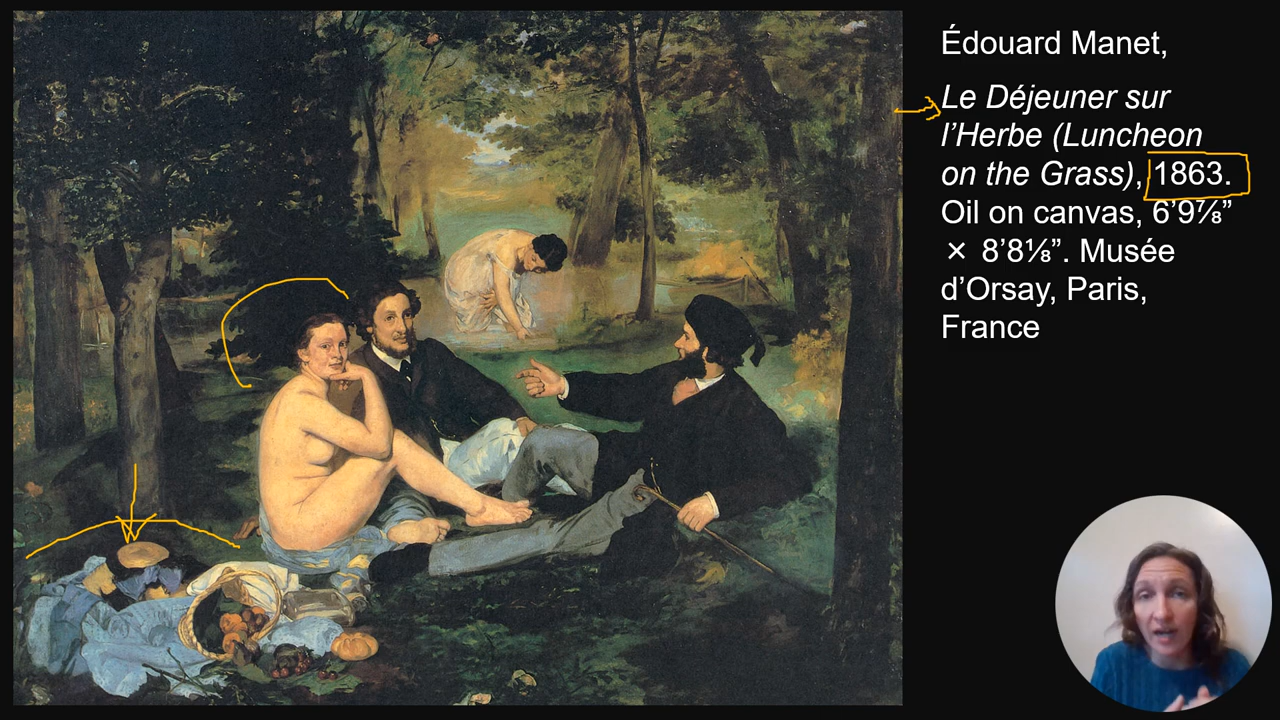 Édouard Manet,
Le Déjeuner sur
l’Herbe (Luncheon
on the Grass), 1863.
Oil on canvas, 6’9⅞”
× 8’8⅛”. Musée
d’Orsay, Paris,
France